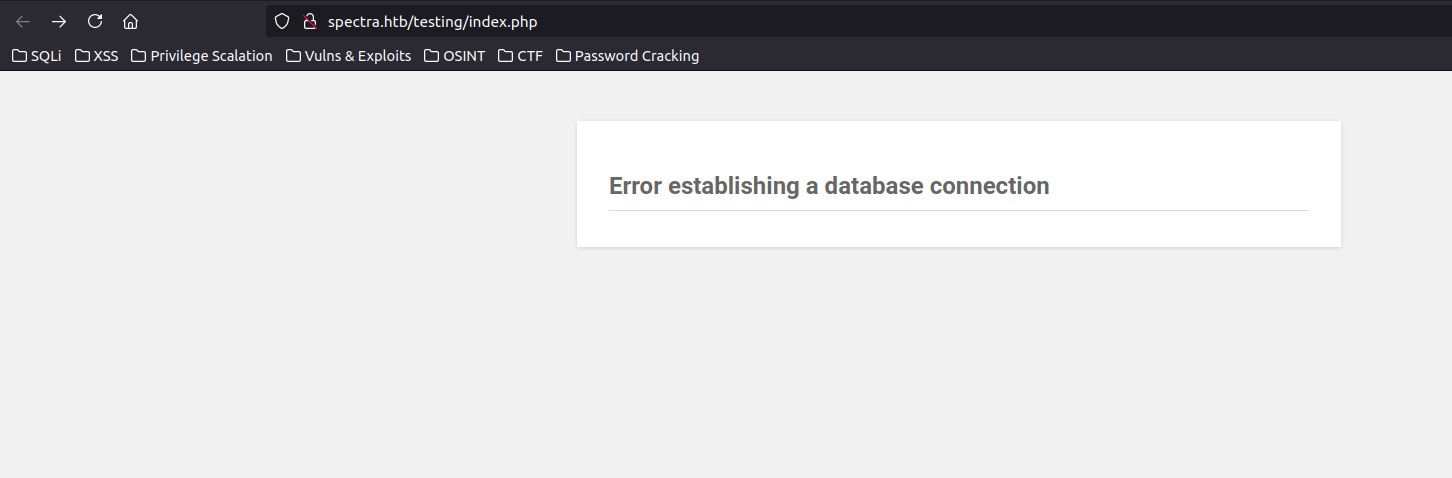 spectra.htb/testing/index.php
SQLi XSS Privilege Scalation Vulns & Exploits OSINT CTF Password Cracking
Error establishing a database connection